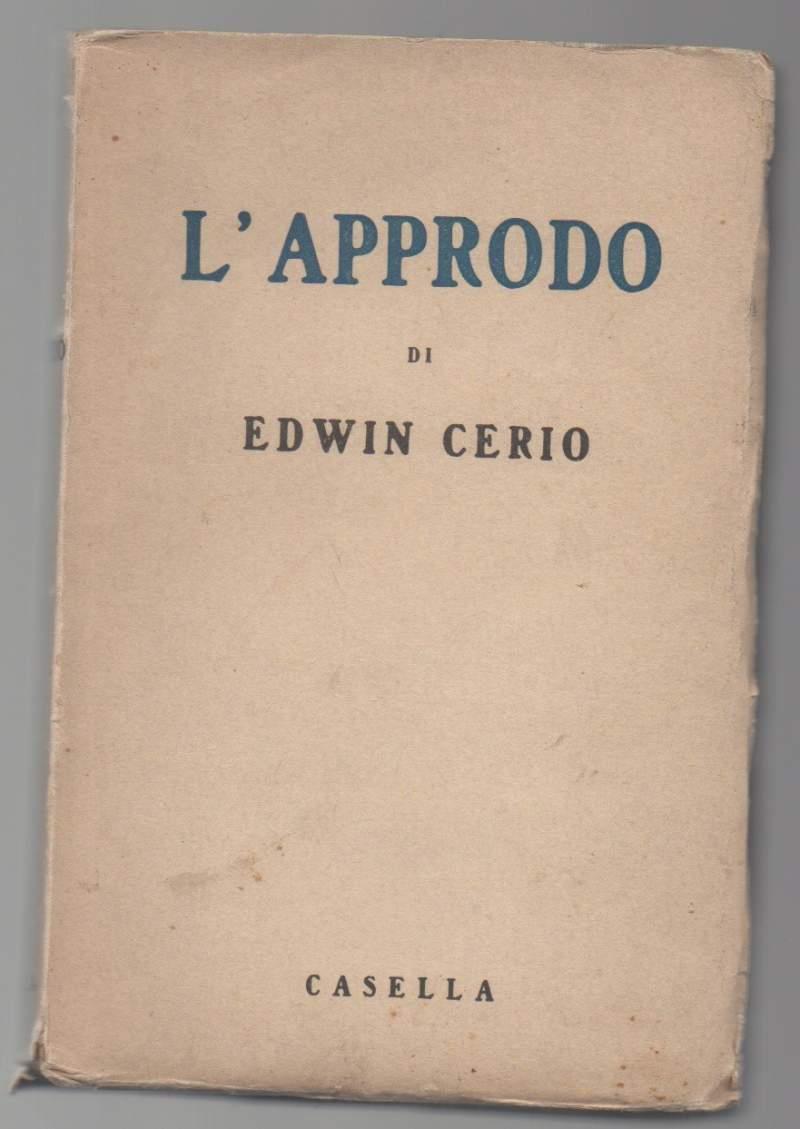 L'APPRODO
DI
EDWIN CERIO
CASELLA